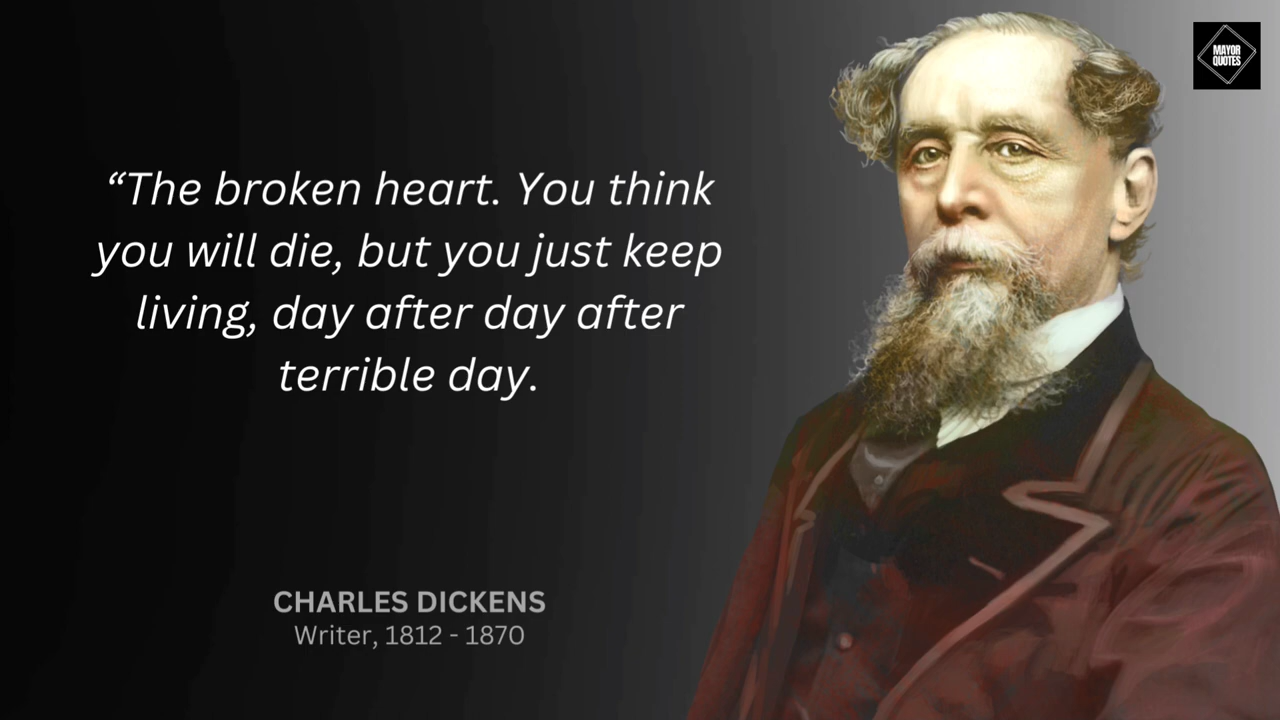 “The broken heart. You think
you will die, but you just keep
living, day after day after
terrible day.
CHARLES DICKENS
Writer, 1812 - 1870
MAYOR
QUOTES